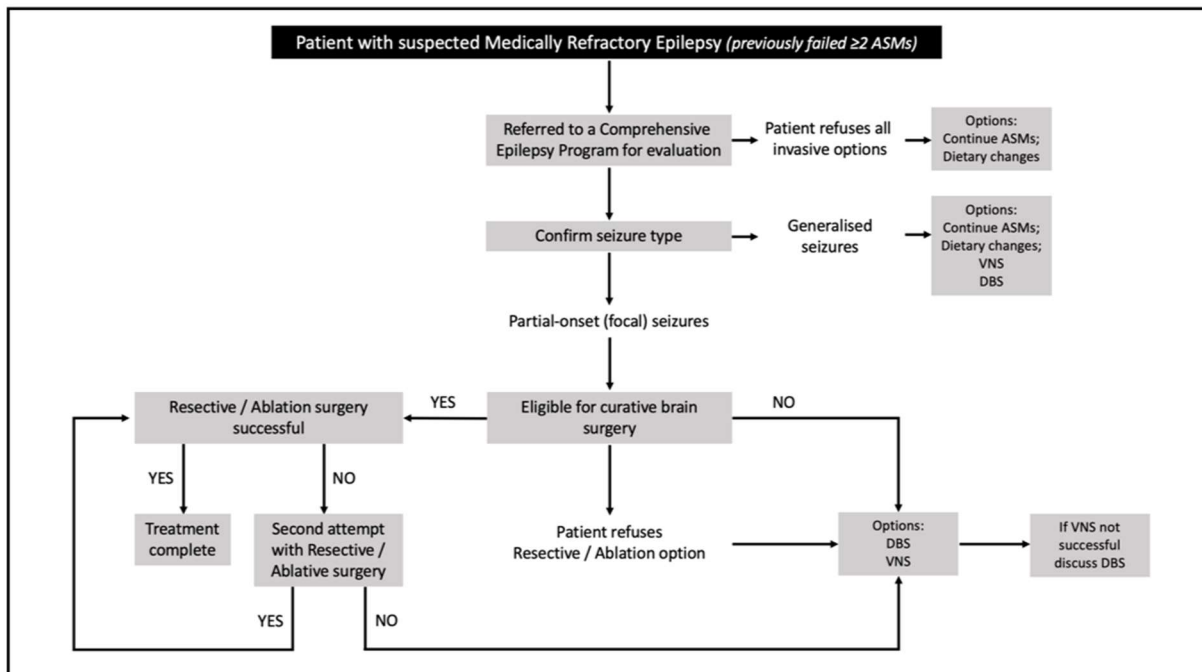 Patient with suspected Medically Refractory Epilepsy (previously failed ≥2 ASMs)
Referred to a Comprehensive
Epilepsy Program for evaluation
Patient refuses all
invasive options
Options:
Continue ASMs;
Dietary changes
Confirm seizure type
Generalised
seizures
Options:
Continue ASMs;
Dietary changes;
VNS
DBS
Partial-onset (focal) seizures
Resective / Ablation surgery
successful
YES
Eligible for curative brain
surgery
NO
YES
NO
Treatment
complete
Second attempt
with Resective /
Ablative surgery
Patient refuses
Resective / Ablation option
Options:
DBS
VNS
If VNS not
successful
discuss DBS
YES
NO